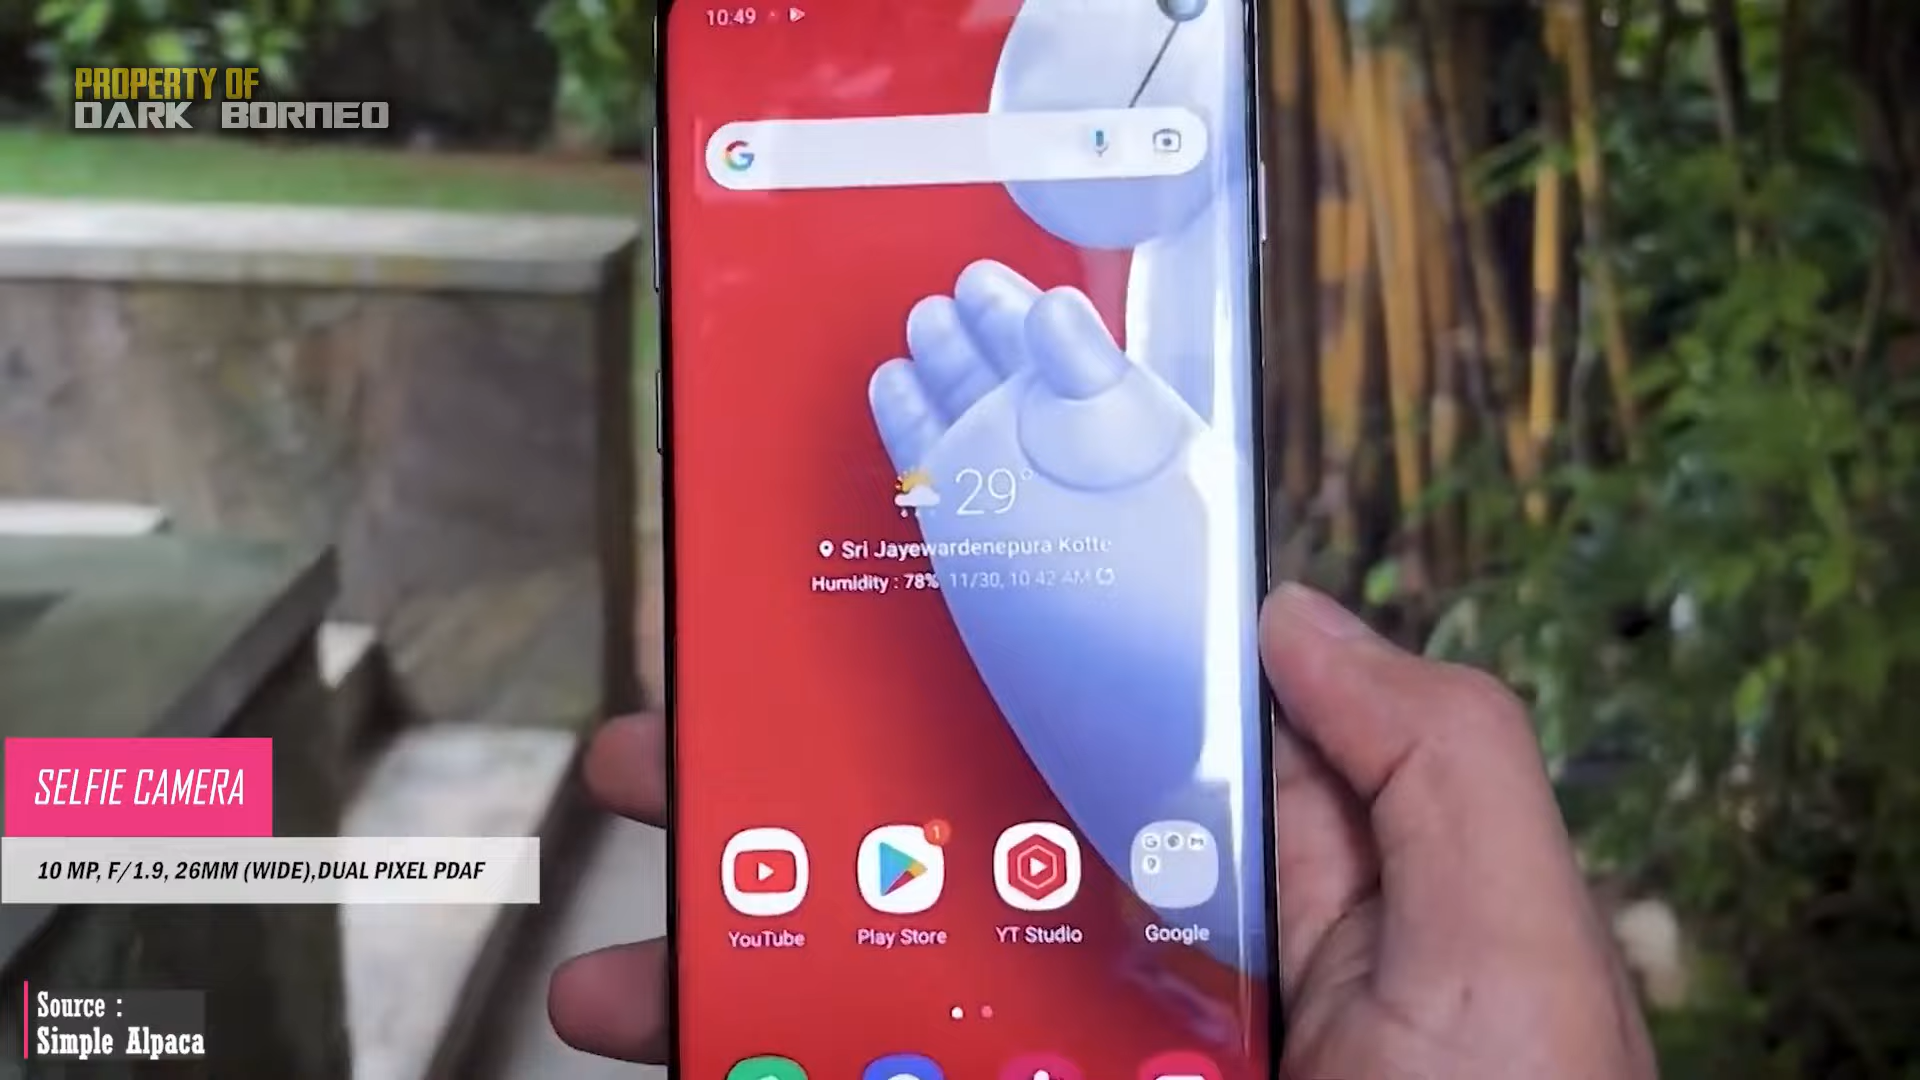 10:49
PROPERTY OF
DARK BORNEO
29°
Sri Jayewardenepura Kotte
Humidity : 78% 11/30, 10:42 AM
SELFIE CAMERA
10 MP, F/1.9, 26MM (WIDE),DUAL PIXEL PDAF
1
YouTube
Play Store
YT Studio
Google
Source :
Simple Alpaca